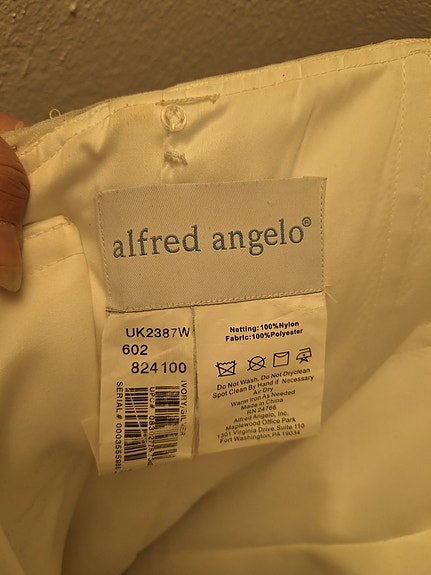 alfred angelo®
UK2387W
602
824100
IVORY/SILVER
UPC#
SERIAL#
Netting:100%Nylon
Fabric:100%Polyester
Do Not Wash, Do Not Dryclean
Spot Clean By Hand if Necessary
Air Dry
Warm Iron As Needed
Made in China
RN 24766
Alfred Angelo, Inc.
Maplewood Office Park
1301 Virginia Drive, Suite 110
Fort Washington, PA 19034